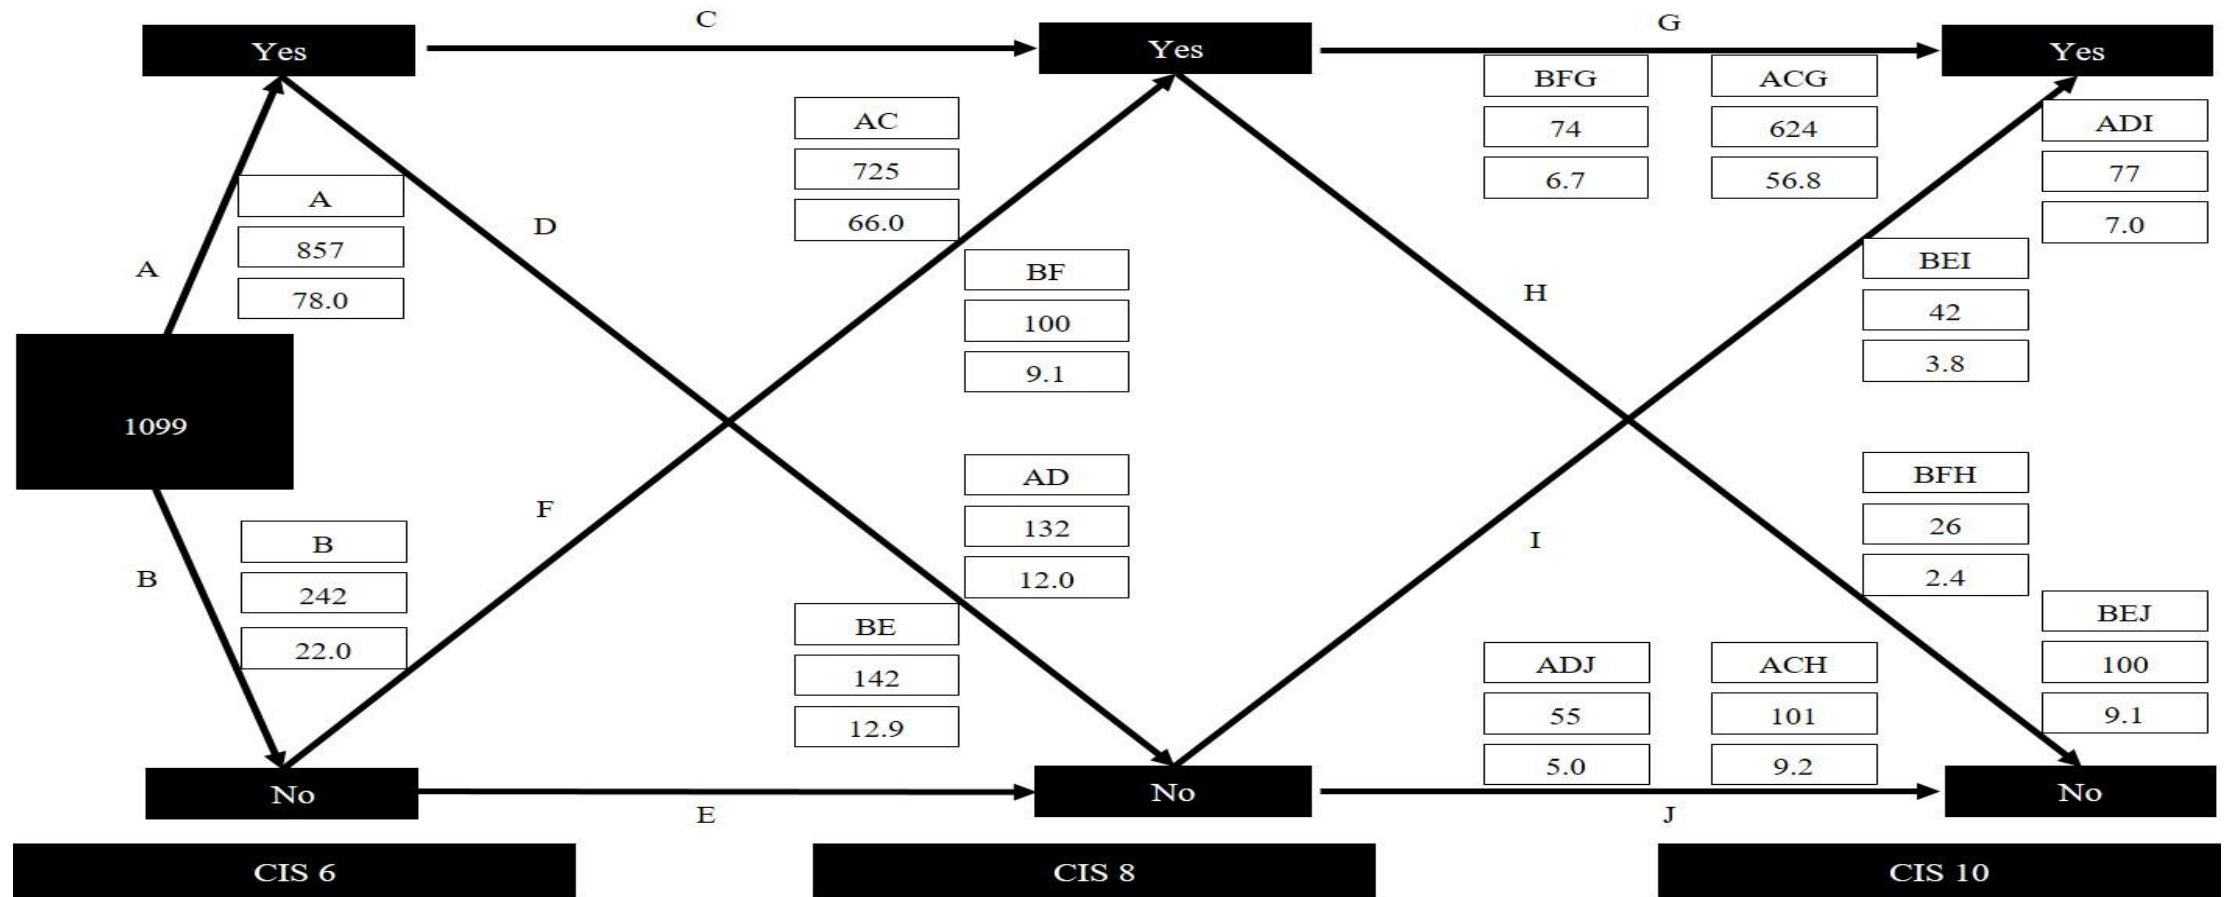 C
G
Yes
Yes
Yes
BFG
ACG
74
624
6.7
56.8
AC
725
66.0
ADI
77
7.0
A
857
78.0
D
A
BF
100
9.1
BEI
42
3.8
H
1099
AD
132
12.0
BFH
26
2.4
F
I
B
B
242
22.0
BE
142
12.9
BEJ
100
9.1
ADJ
ACH
55
101
5.0
9.2
No
No
No
E
J
CIS 6
CIS 8
CIS 10